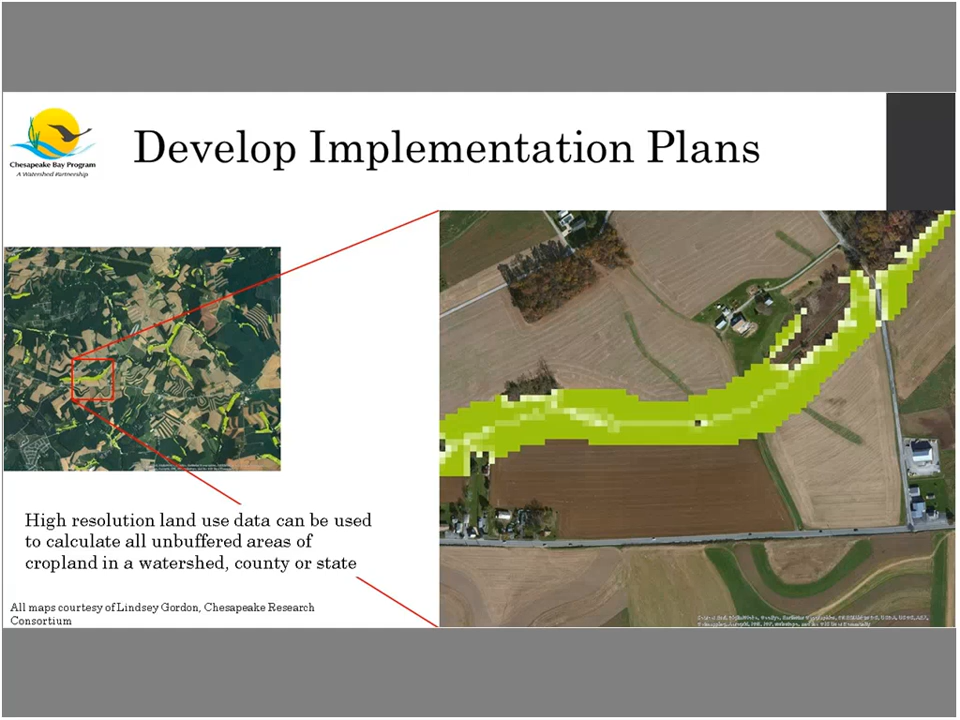 Chesapeake Bay Program
A Watershed Partnership
Develop Implementation Plans
High resolution land use data can be used
to calculate all unbuffered areas of
cropland in a watershed, county or state
All maps courtesy of Lindsey Gordon, Chesapeake Research
Consortium